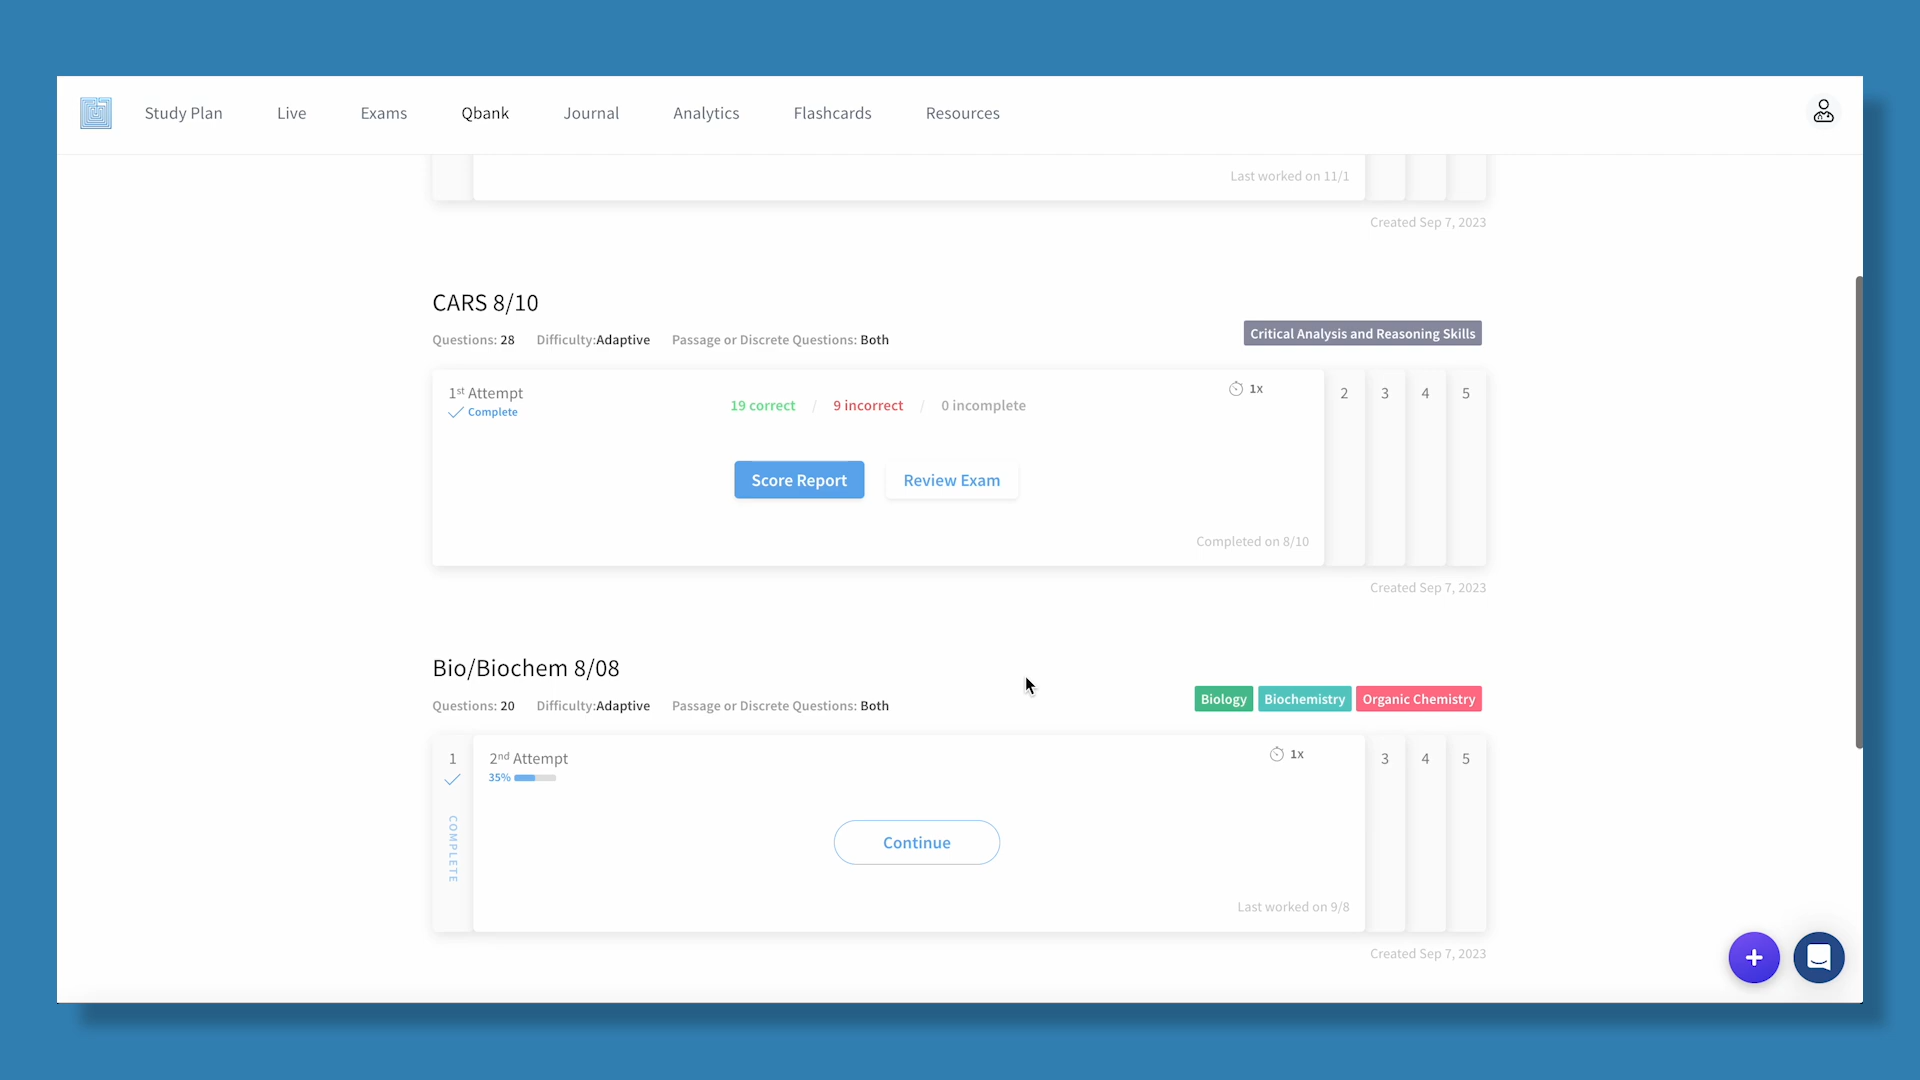 Study Plan Live Exams Qbank Journal Analytics Flashcards Resources
Last worked on 11/1
Created Sep 7, 2023
CARS 8/10
Questions: 28 Difficulty:Adaptive Passage or Discrete Questions: Both
Critical Analysis and Reasoning Skills
1st Attempt
Complete
19 correct / 9 incorrect / 0 incomplete
1x
2 3 4 5
Score Report Review Exam
Completed on 8/10
Created Sep 7, 2023
Bio/Biochem 8/08
Questions: 20 Difficulty:Adaptive Passage or Discrete Questions: Both
Biology Biochemistry Organic Chemistry
1
COMPLETE
2nd Attempt
35%
1x
3 4 5
Continue
Last worked on 9/8
Created Sep 7, 2023